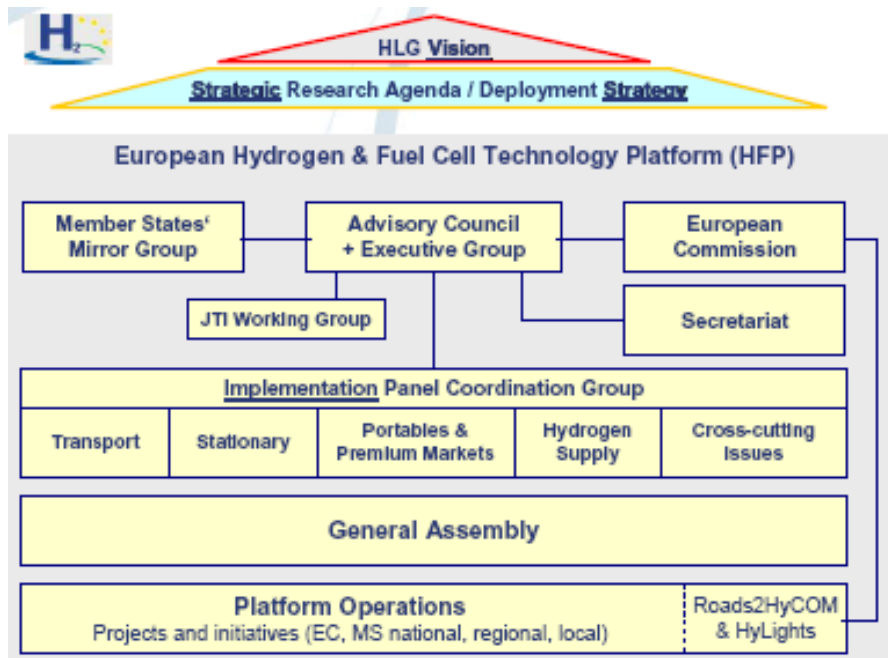 H2
HLG Vision
Strategic Research Agenda / Deployment Strategy
European Hydrogen & Fuel Cell Technology Platform (HFP)
Member States‘
Mirror Group
Advisory Council
+ Executive Group
European
Commission
JTI Working Group
Secretariat
Implementation Panel Coordination Group
Transport
Stationary
Portables &
Premium Markets
Hydrogen
Supply
Cross-cutting
Issues
General Assembly
Platform Operations
Projects and initiatives (EC, MS national, regional, local)
Roads2HyCOM
& HyLights